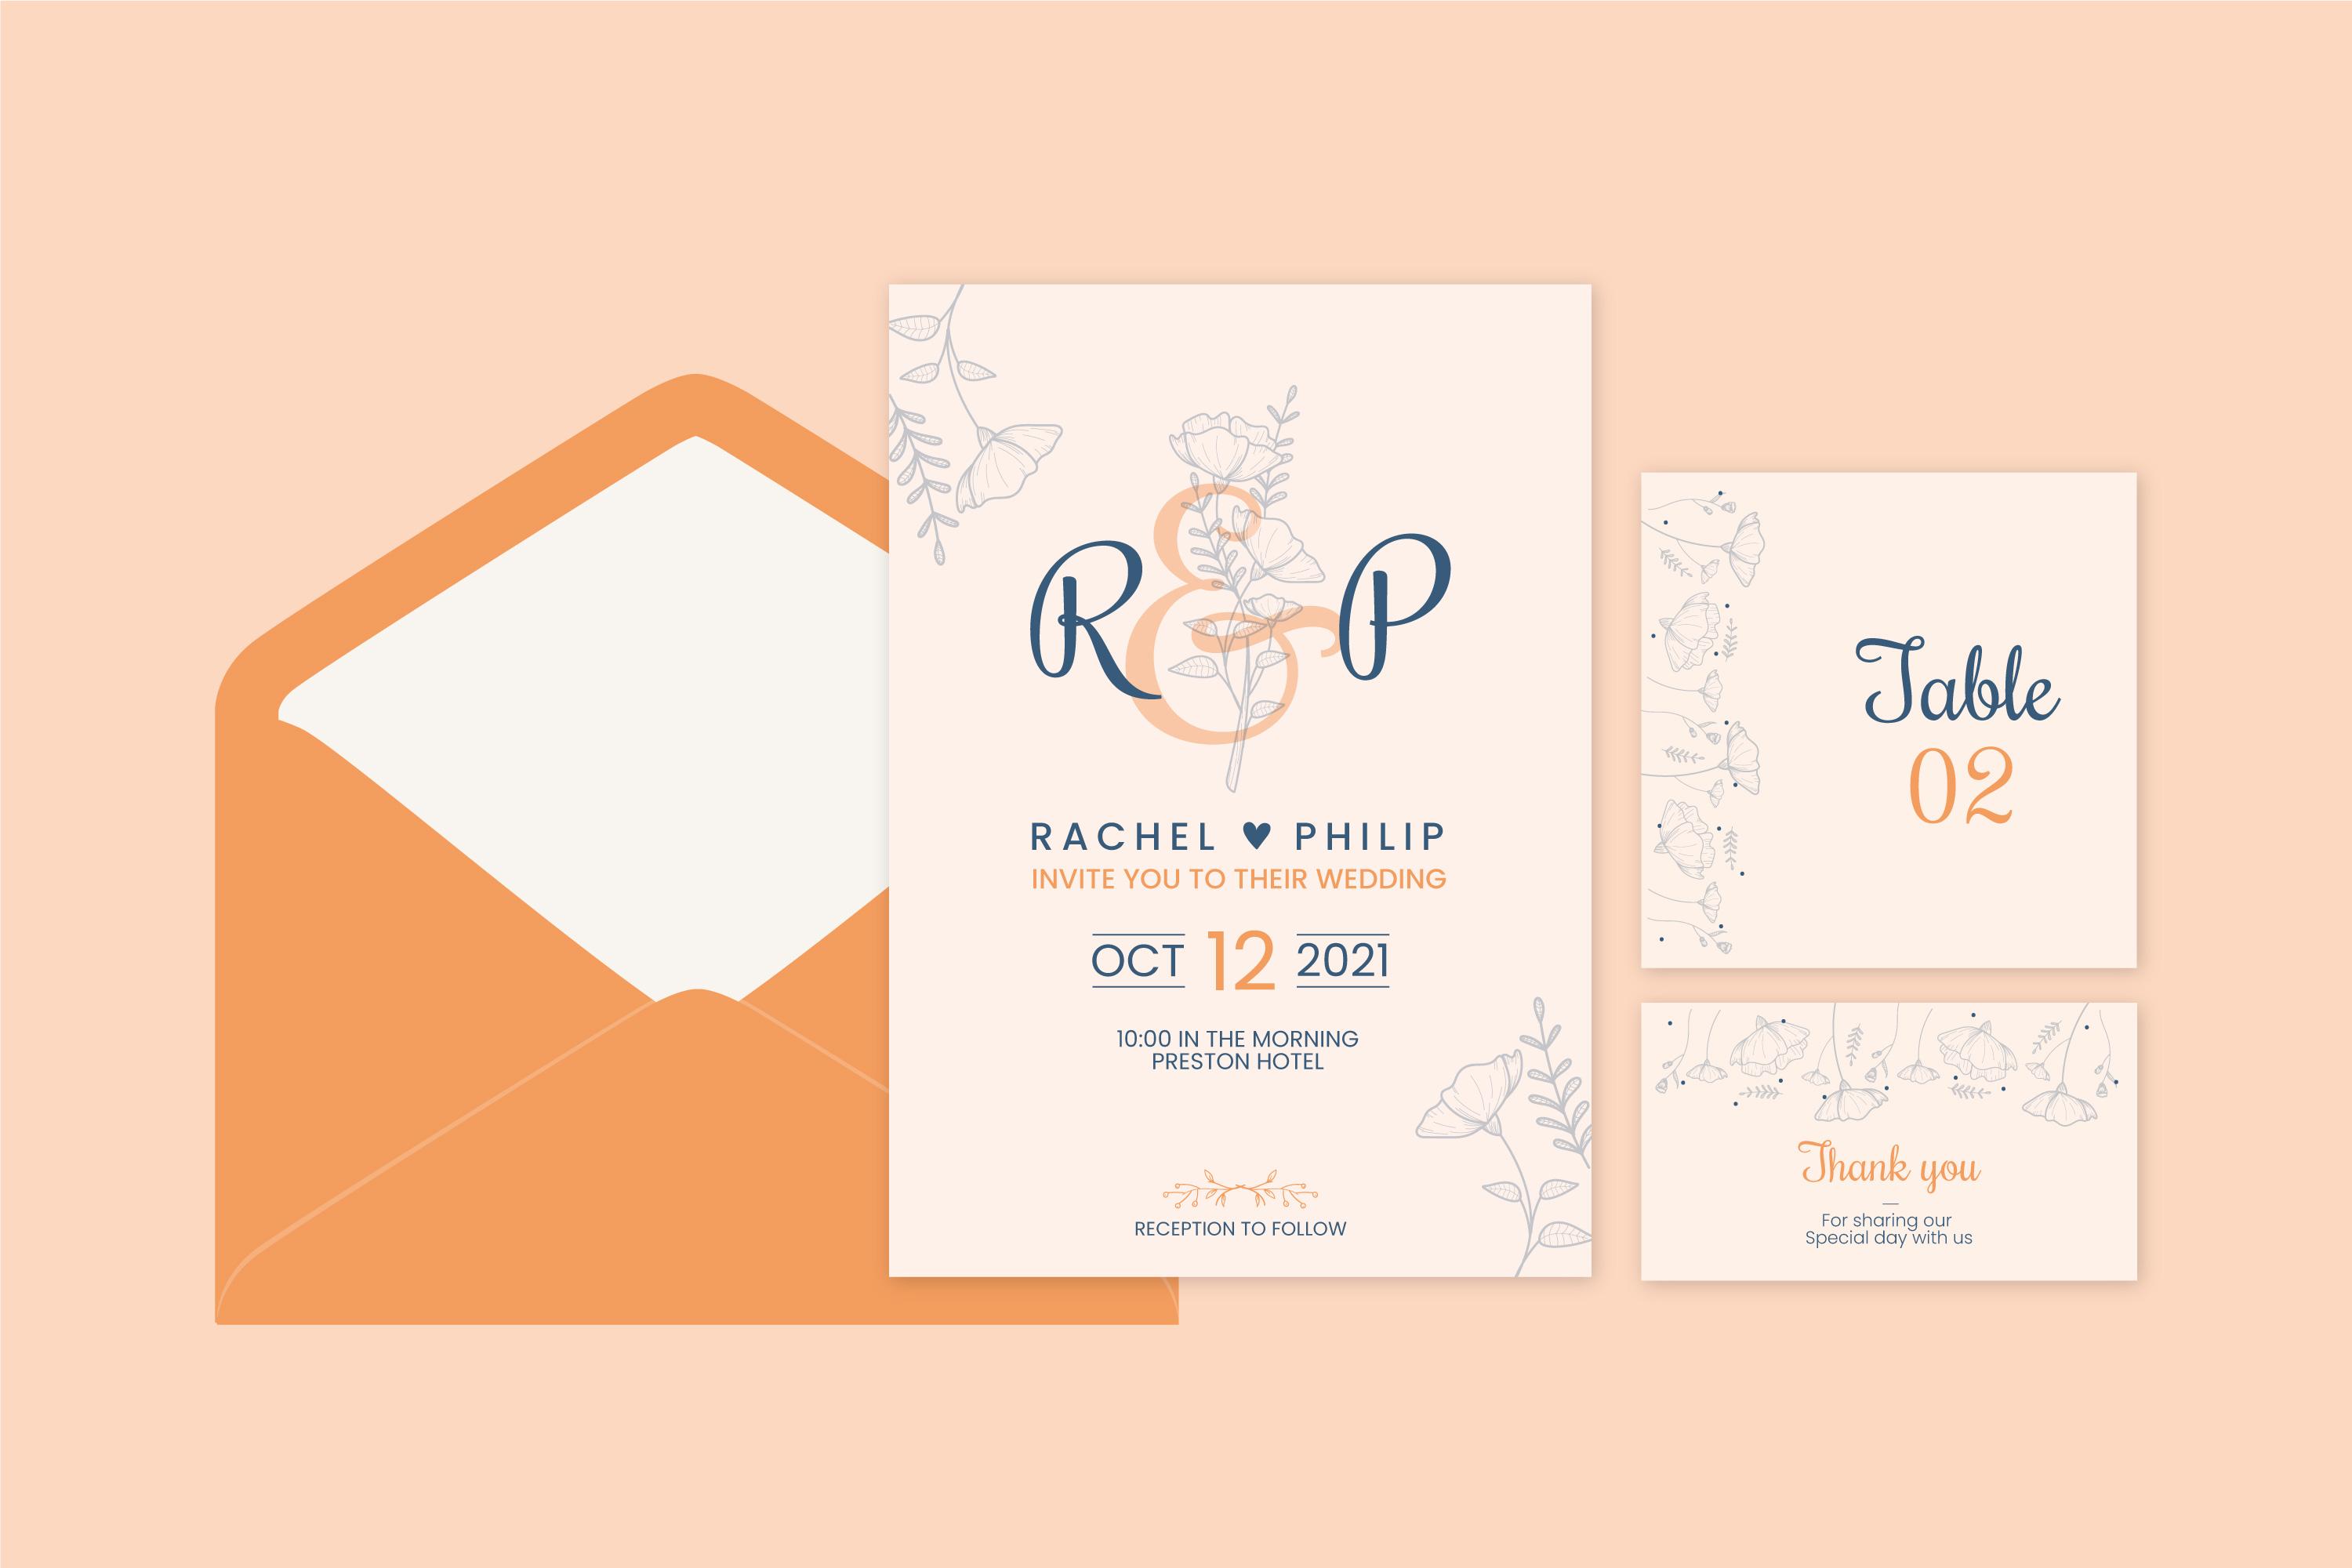 R & P
RACHEL ♥ PHILIP
INVITE YOU TO THEIR WEDDING
OCT 12 2021
10:00 IN THE MORNING
PRESTON HOTEL
RECEPTION TO FOLLOW
Table
02
Thank you
For sharing our
Special day with us